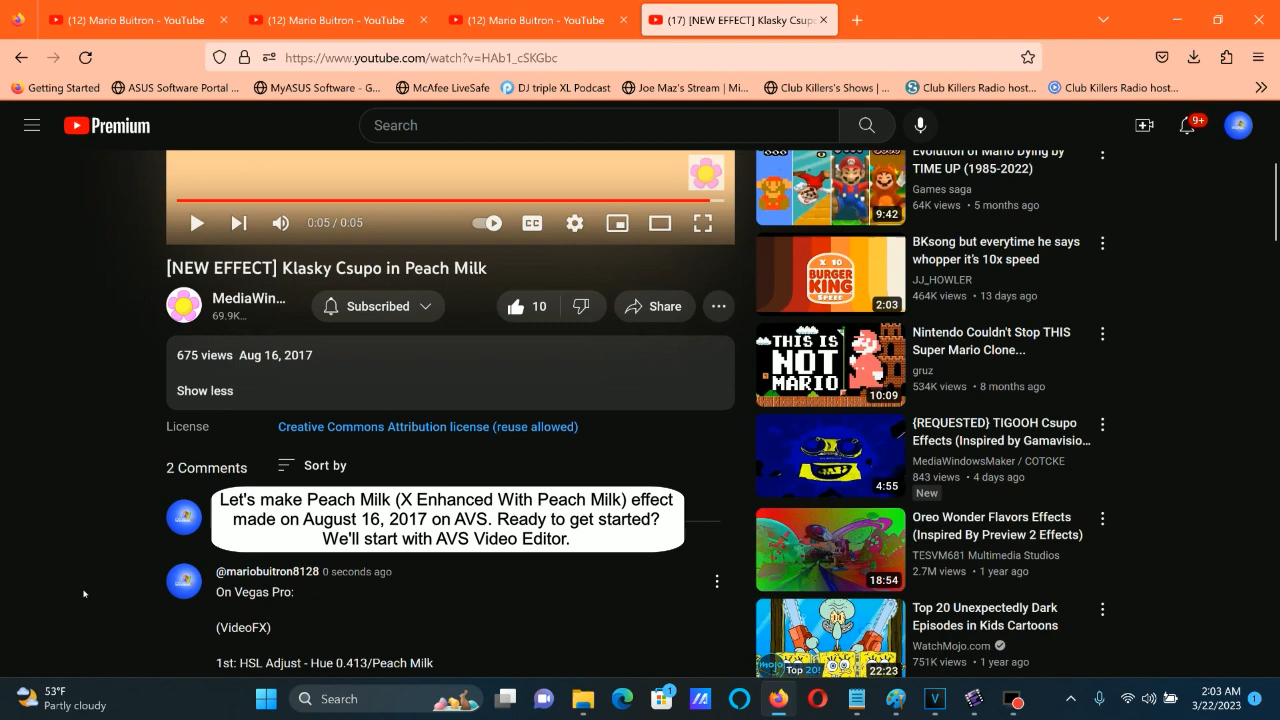 (12) Mario Buitron - YouTube
(12) Mario Buitron - YouTube
(12) Mario Buitron - YouTube
(17) [NEW EFFECT] Klasky Csupo
https://www.youtube.com/watch?v=HAb1_cSKGbc
Getting Started
ASUS Software Portal ...
MyASUS Software - G...
McAfee LiveSafe
DJ triple XL Podcast
Joe Maz's Stream | Mi...
Club Killers's Shows | ...
Club Killers Radio host...
Club Killers Radio host...
Premium
Search
9+
0:05 / 0:05
CC
[NEW EFFECT] Klasky Csupo in Peach Milk
MediaWin...
69.9K...
Subscribed
10
Share
675 views Aug 16, 2017
Show less
License
Creative Commons Attribution license (reuse allowed)
2 Comments
Sort by
Let's make Peach Milk (X Enhanced With Peach Milk) effect
made on August 16, 2017 on AVS. Ready to get started?
We'll start with AVS Video Editor.
@mariobuitron8128 0 seconds ago
On Vegas Pro:
(VideoFX)
1st: HSL Adjust - Hue 0.413/Peach Milk
Evolution of Mario Dying by
TIME UP (1985-2022)
Games saga
64K views • 5 months ago
9:42
BKsong but everytime he says
whopper it's 10x speed
JJ_HOWLER
464K views • 13 days ago
X 10
BURGER
KING
SPEED
2:03
Nintendo Couldn't Stop THIS
Super Mario Clone...
gruz
534K views • 8 months ago
THIS IS
NOT
MARIO
10:09
{REQUESTED} TIGOOH Csupo
Effects (Inspired by Gamavisio...
MediaWindowsMaker / COTCKE
843 views • 4 days ago
New
4:55
Oreo Wonder Flavors Effects
(Inspired By Preview 2 Effects)
TESVM681 Multimedia Studios
2.7M views • 1 year ago
18:54
Top 20 Unexpectedly Dark
Episodes in Kids Cartoons
WatchMojo.com
751K views • 1 year ago
mojo
Top 20!
22:23
53°F
Partly cloudy
Search
1
V
2:03 AM
3/22/2023
1